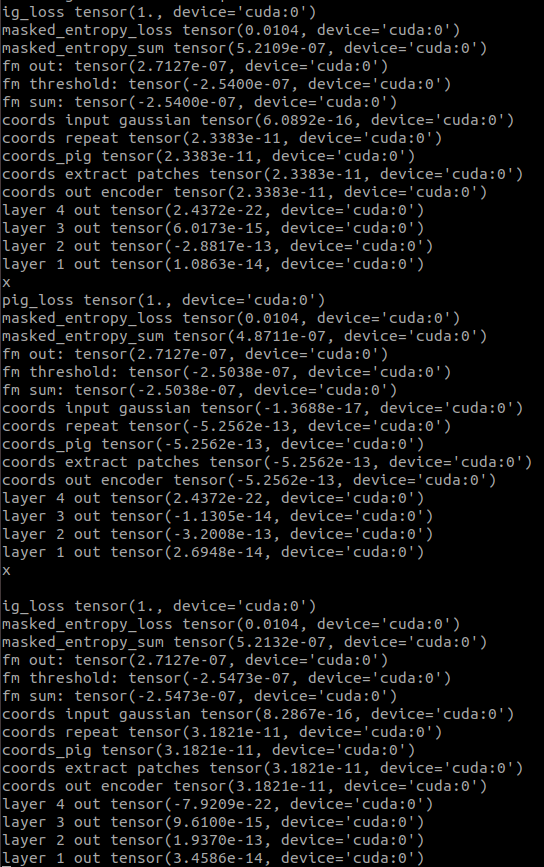 ig_loss tensor(1., device='cuda:0')
masked_entropy_loss tensor(0.0104, device='cuda:0')
masked_entropy_sum tensor(5.2109e-07, device='cuda:0')
fm out: tensor(2.7127e-07, device='cuda:0')
fm threshold: tensor(-2.5400e-07, device='cuda:0')
fm sum: tensor(-2.5400e-07, device='cuda:0')
coords input gaussian tensor(6.0892e-16, device='cuda:0')
coords repeat tensor(2.3383e-11, device='cuda:0')
coords_pig tensor(2.3383e-11, device='cuda:0')
coords extract patches tensor(2.3383e-11, device='cuda:0')
coords out encoder tensor(2.3383e-11, device='cuda:0')
layer 4 out tensor(2.4372e-22, device='cuda:0')
layer 3 out tensor(6.0173e-15, device='cuda:0')
layer 2 out tensor(-2.8817e-13, device='cuda:0')
layer 1 out tensor(1.0863e-14, device='cuda:0')
x
pig_loss tensor(1., device='cuda:0')
masked_entropy_loss tensor(0.0104, device='cuda:0')
masked_entropy_sum tensor(4.8711e-07, device='cuda:0')
fm out: tensor(2.7127e-07, device='cuda:0')
fm threshold: tensor(-2.5038e-07, device='cuda:0')
fm sum: tensor(-2.5038e-07, device='cuda:0')
coords input gaussian tensor(-1.3688e-17, device='cuda:0')
coords repeat tensor(-5.2562e-13, device='cuda:0')
coords_pig tensor(-5.2562e-13, device='cuda:0')
coords extract patches tensor(-5.2562e-13, device='cuda:0')
coords out encoder tensor(-5.2562e-13, device='cuda:0')
layer 4 out tensor(2.4372e-22, device='cuda:0')
layer 3 out tensor(-1.1305e-14, device='cuda:0')
layer 2 out tensor(-3.2008e-13, device='cuda:0')
layer 1 out tensor(2.6948e-14, device='cuda:0')
x
ig_loss tensor(1., device='cuda:0')
masked_entropy_loss tensor(0.0104, device='cuda:0')
masked_entropy_sum tensor(5.2132e-07, device='cuda:0')
fm out: tensor(2.7127e-07, device='cuda:0')
fm threshold: tensor(-2.5473e-07, device='cuda:0')
fm sum: tensor(-2.5473e-07, device='cuda:0')
coords input gaussian tensor(8.2867e-16, device='cuda:0')
coords repeat tensor(3.1821e-11, device='cuda:0')
coords_pig tensor(3.1821e-11, device='cuda:0')
coords extract patches tensor(3.1821e-11, device='cuda:0')
coords out encoder tensor(3.1821e-11, device='cuda:0')
layer 4 out tensor(-7.9209e-22, device='cuda:0')
layer 3 out tensor(9.6100e-15, device='cuda:0')
layer 2 out tensor(1.9370e-13, device='cuda:0')
layer 1 out tensor(3.4586e-14, device='cuda:0')